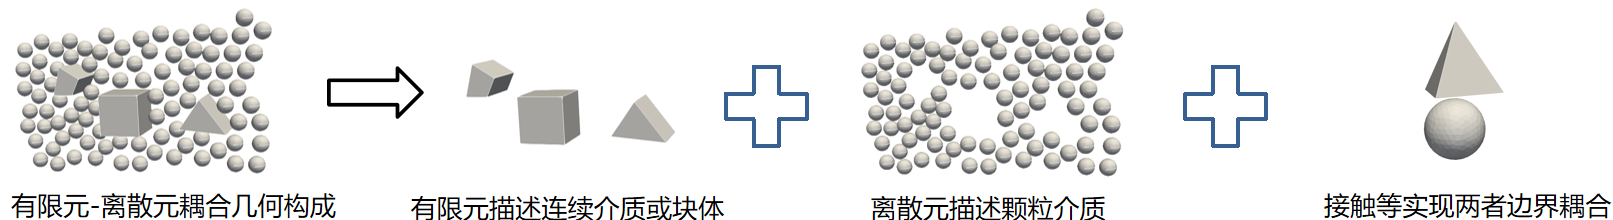 有限元-离散元耦合几何构成
有限元描述连续介质或块体
离散元描述颗粒介质
接触等实现两者边界耦合